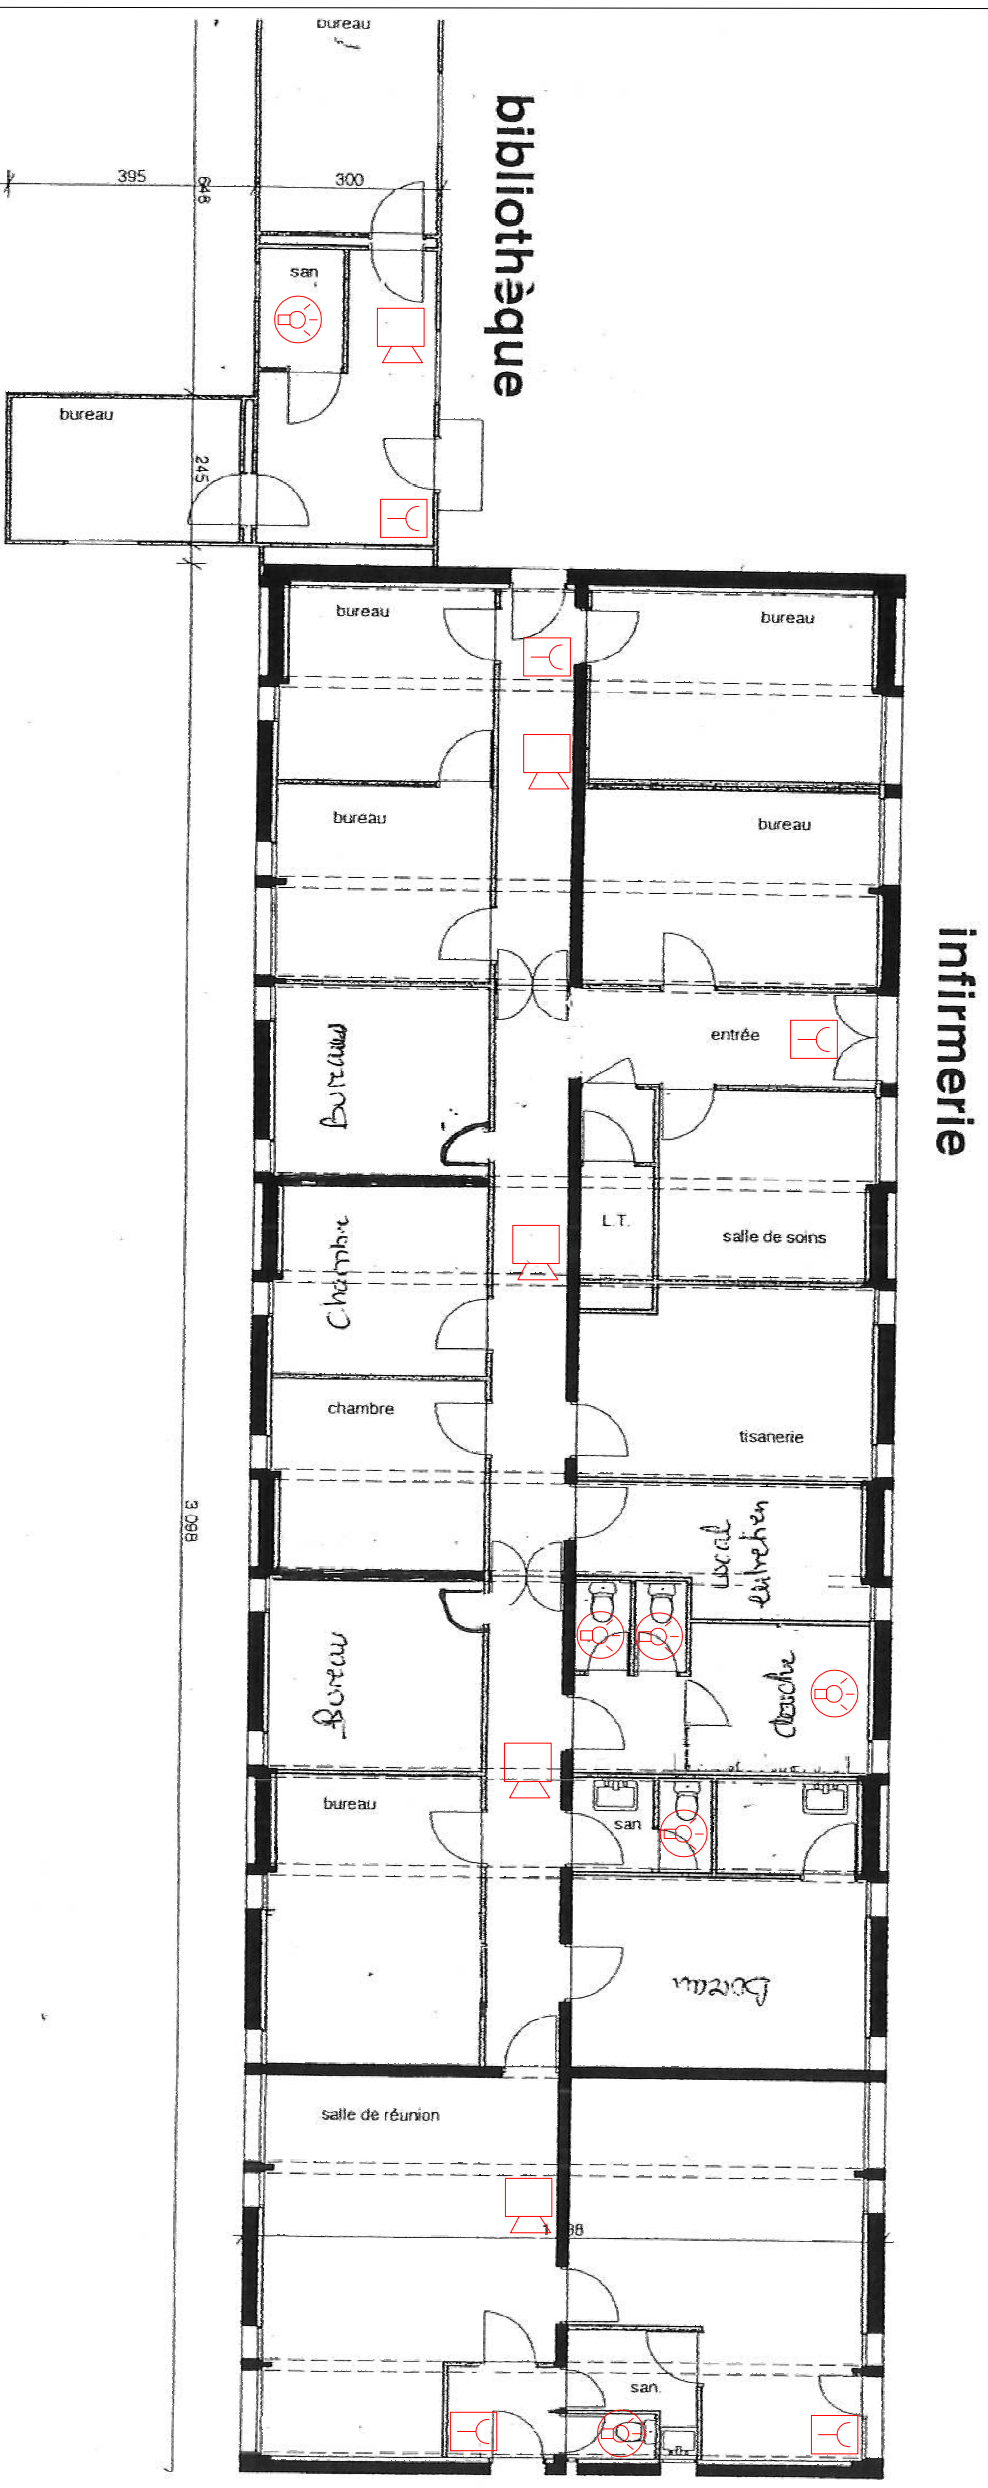 bureau
bibliothèque
395
648
300
san
bureau
245
bureau
bureau
bureau
bureau
infirmerie
entrée
Bureau
L.T.
salle de soins
Chambre
chambre
tisanerie
3 098
Local
Entretien
Bureau
douche
bureau
san
Bureau
salle de réunion
san.